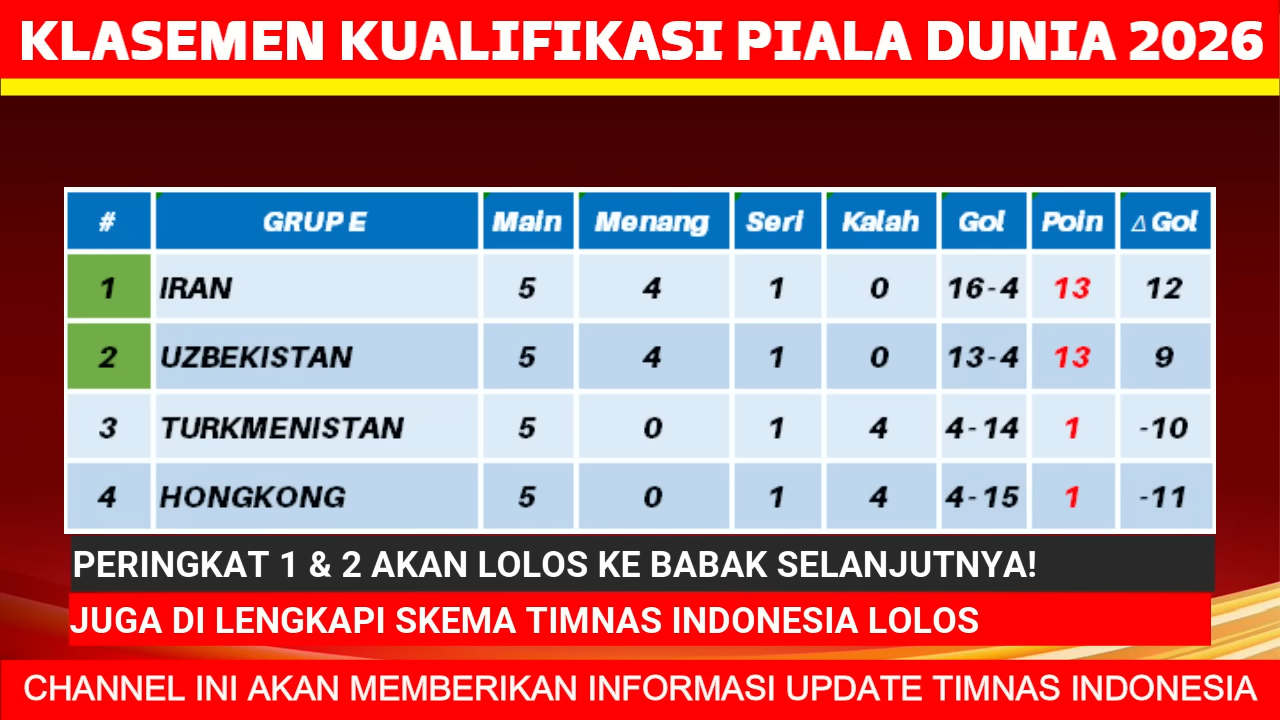 KLASEMEN KUALIFIKASI PIALA DUNIA 2026
# GRUP E Main Menang Seri Kalah Gol Poin △ Gol
1 IRAN 5 4 1 0 16-4 13 12
2 UZBEKISTAN 5 4 1 0 13-4 13 9
3 TURKMENISTAN 5 0 1 4 4-14 1 -10
4 HONGKONG 5 0 1 4 4-15 1 -11
PERINGKAT 1 & 2 AKAN LOLOS KE BABAK SELANJUTNYA!
JUGA DI LENGKAPI SKEMA TIMNAS INDONESIA LOLOS
CHANNEL INI AKAN MEMBERIKAN INFORMASI UPDATE TIMNAS INDONESIA